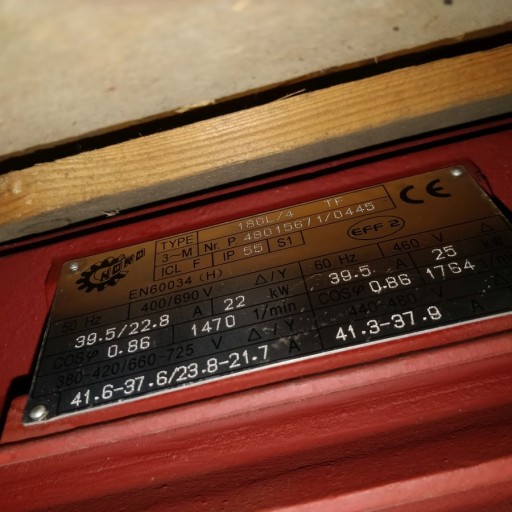 TYPE 180L/4 TF CE
3~M Nr. P 49015671/0445
ICL F IP 55 S1 EFF 2
EN60034 (H)
50 Hz 400/690 V Δ/Y 60 Hz 460 V
39.5/22.8 A 22 kW 39.5 A 25 kW
COSφ 0.86 1470 1/min COSφ 0.86 1764 1/min
380-420/660-725 V Δ/Y 440-480 V
41.6-37.6/23.8-21.7 A 41.3-37.9 A